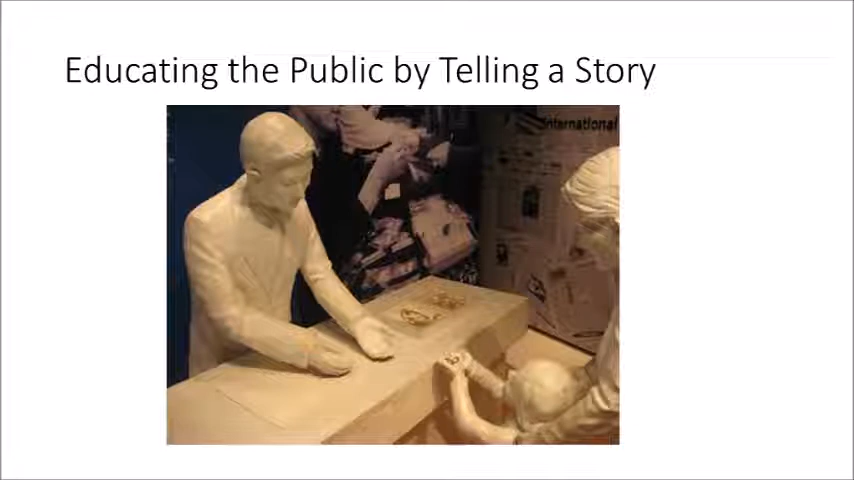 Educating the Public by Telling a Story
International